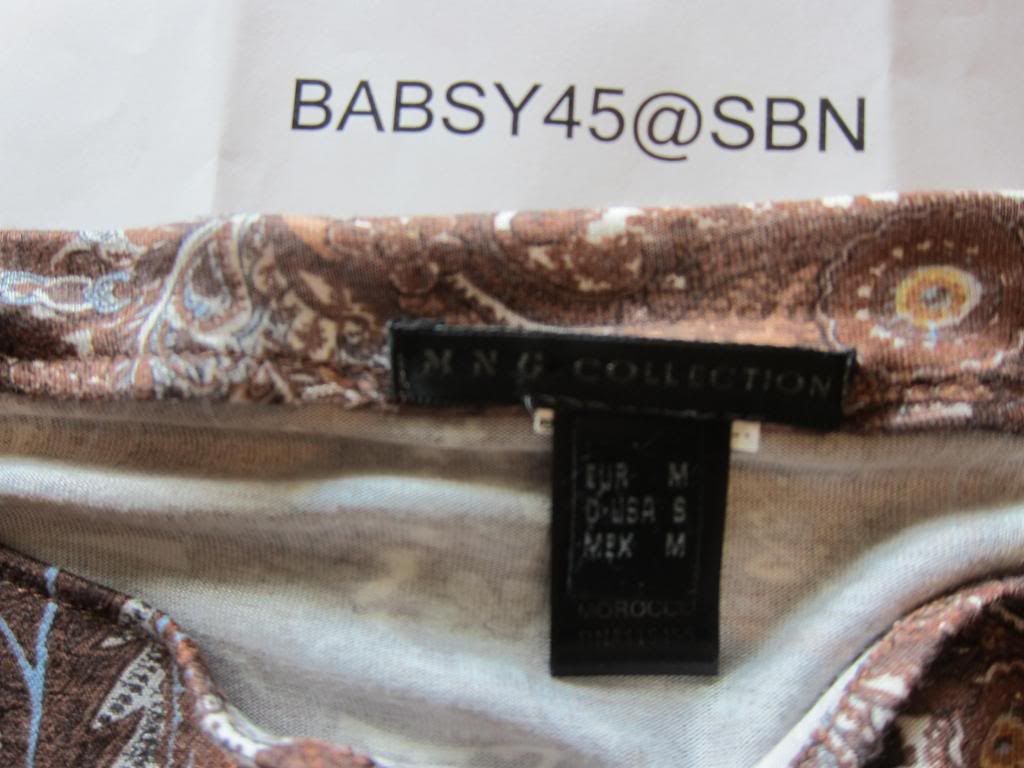 BABSY45@SBN
MNG COLLECTION
EUR M
O-USA S
MEX M
MOROCCO